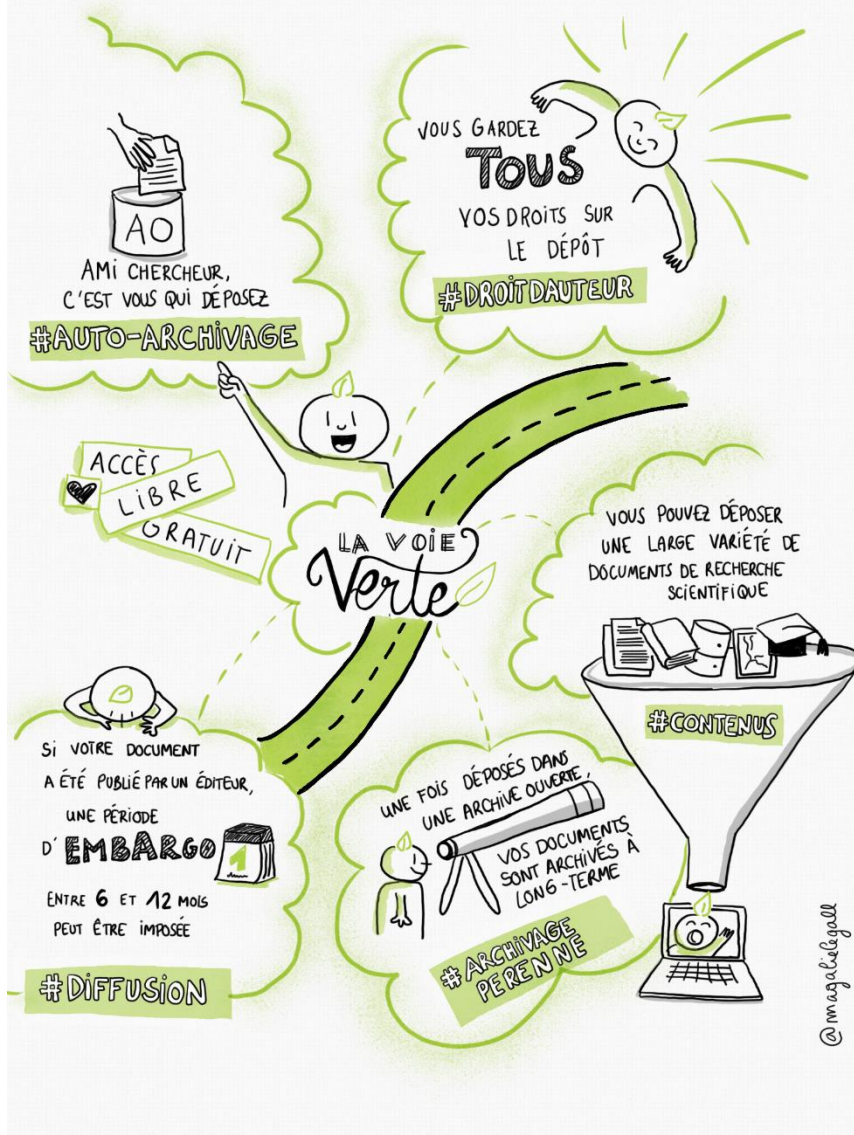 AO
AMI CHERCHEUR,
C'EST VOUS QUI DÉPOSEZ
#AUTO-ARCHIVAGE
VOUS GARDEZ
TOUS
VOS DROITS SUR
LE DÉPÔT
#DROITDAUTEUR
ACCÈS
LIBRE
GRATUIT
LA VOIE
Verte
VOUS POUVEZ DÉPOSER
UNE LARGE VARIÉTÉ DE
DOCUMENTS DE RECHERCHE
SCIENTIFIQUE
#CONTENUS
SI VOTRE DOCUMENT
A ÉTÉ PUBLIÉ PAR UN ÉDITEUR,
UNE PÉRIODE
D'EMBARGO
1
ENTRE 6 ET 12 MOIS
PEUT ÊTRE IMPOSÉE
#DIFFUSION
UNE FOIS DÉPOSÉS DANS
UNE ARCHIVE OUVERTE,
VOS DOCUMENTS
SONT ARCHIVÉS À
LONG-TERME
#ARCHIVAGE
PERENNE
@magalielegall